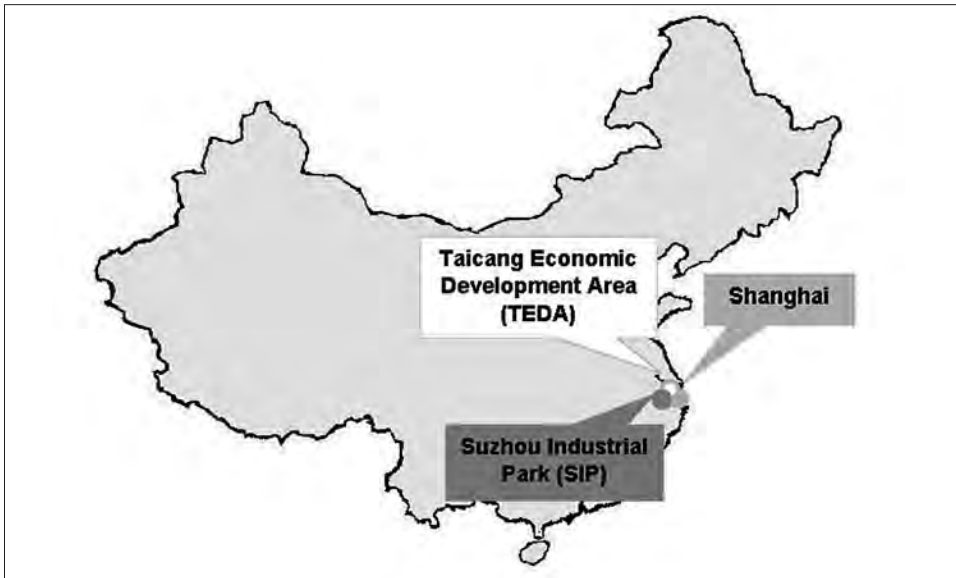 Taicang Economic
Development Area
(TEDA)
Shanghai
Suzhou Industrial
Park (SIP)